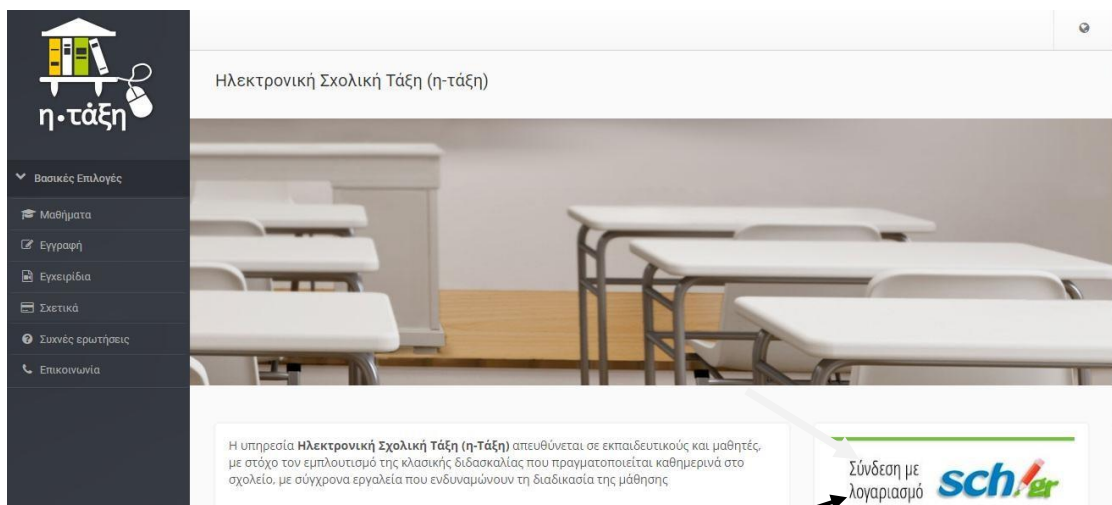 η·τάξη
Ηλεκτρονική Σχολική Τάξη (η-τάξη)
Βασικές Επιλογές
Μαθήματα
Εγγραφή
Εγχειρίδια
Σχετικά
Συχνές ερωτήσεις
Επικοινωνία
Η υπηρεσία Ηλεκτρονική Σχολική Τάξη (η-Τάξη) απευθύνεται σε εκπαιδευτικούς και μαθητές,
με στόχο τον εμπλουτισμό της κλασικής διδασκαλίας που πραγματοποιείται καθημερινά στο
σχολείο, με σύγχρονα εργαλεία που ενδυναμώνουν τη διαδικασία της μάθησης
Σύνδεση με
λογαριασμό
sch.gr